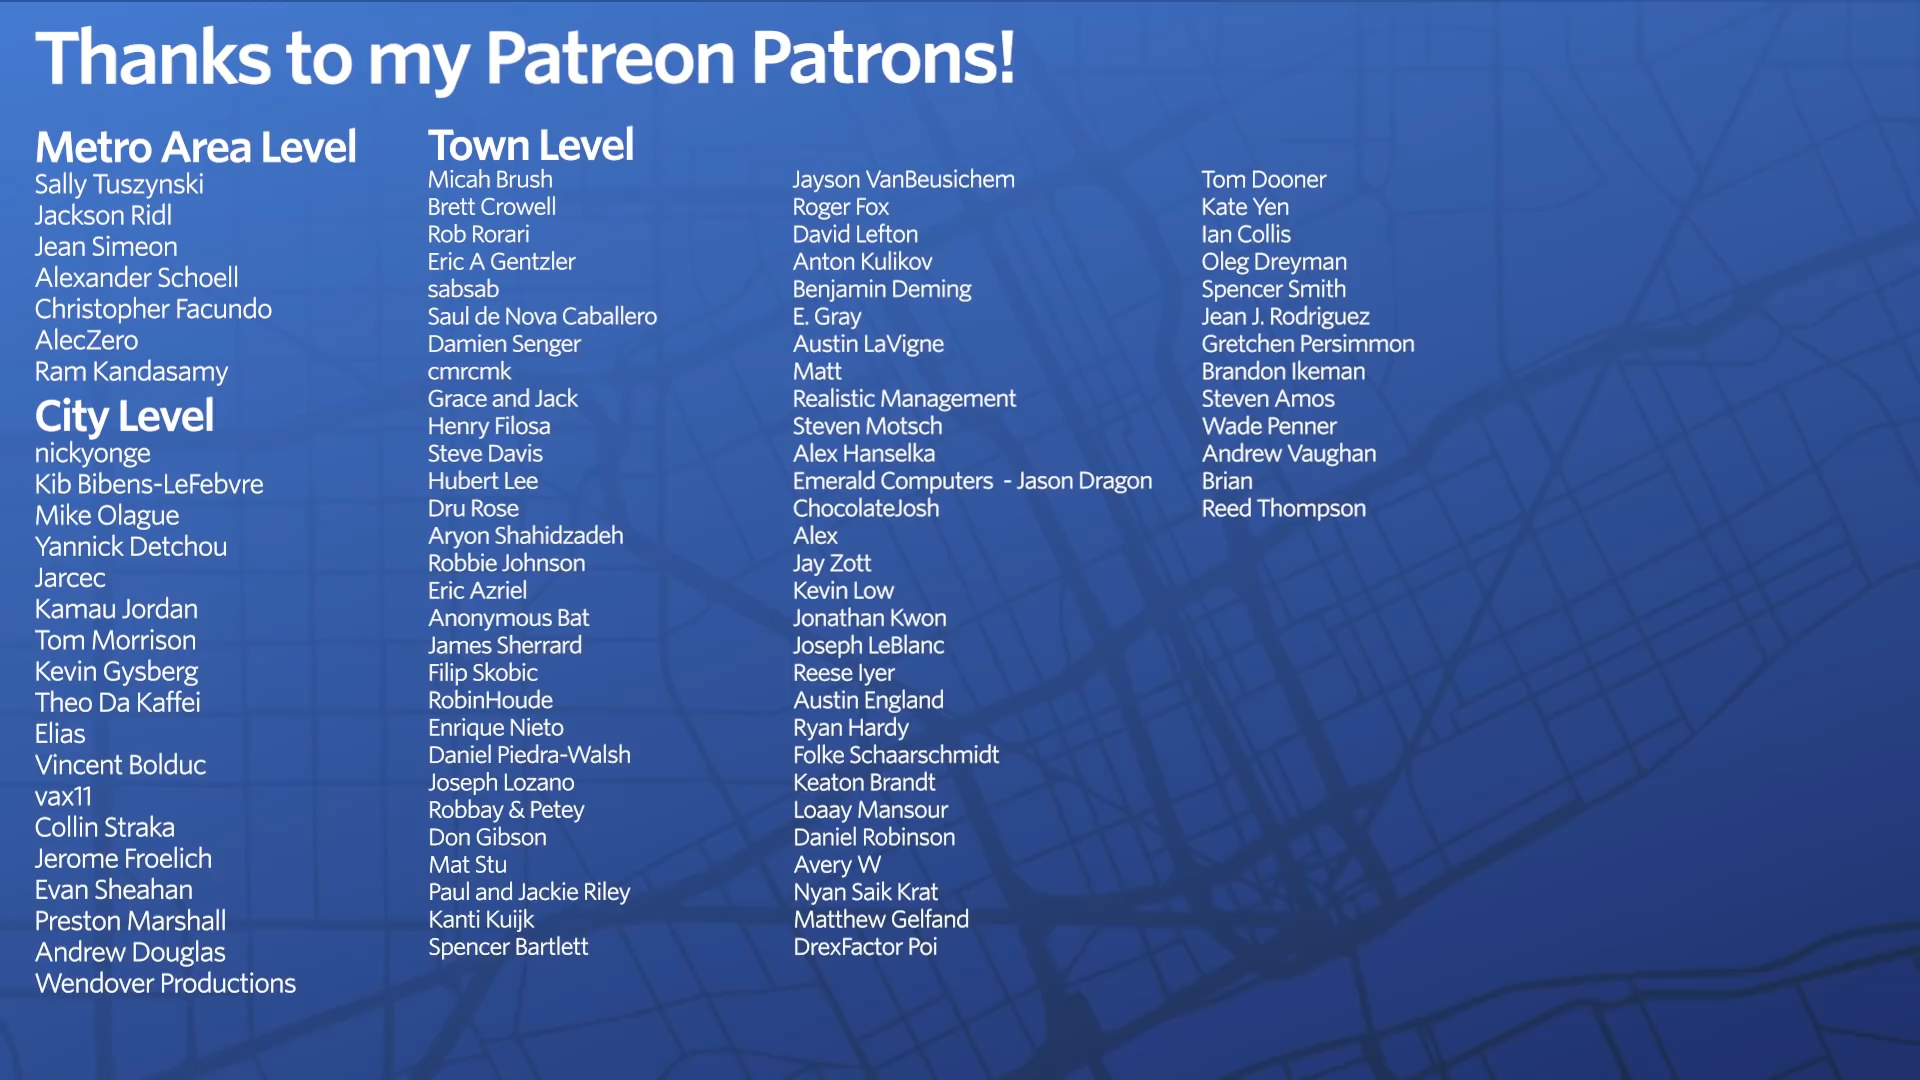 Thanks to my Patreon Patrons!
Metro Area Level
Sally Tuszynski
Jackson Ridl
Jean Simeon
Alexander Schoell
Christopher Facundo
AlecZero
Ram Kandasamy
City Level
nickyonge
Kib Bibens-LeFebvre
Mike Olague
Yannick Detchou
Jarcec
Kamau Jordan
Tom Morrison
Kevin Gysberg
Theo Da Kaffei
Elias
Vincent Bolduc
vax11
Collin Straka
Jerome Froelich
Evan Sheahan
Preston Marshall
Andrew Douglas
Wendover Productions
Town Level
Micah Brush
Brett Crowell
Rob Rorari
Eric A Gentzler
sabsab
Saul de Nova Caballero
Damien Senger
cmrcmk
Grace and Jack
Henry Filosa
Steve Davis
Hubert Lee
Dru Rose
Aryon Shahidzadeh
Robbie Johnson
Eric Azriel
Anonymous Bat
James Sherrard
Filip Skobic
RobinHoude
Enrique Nieto
Daniel Piedra-Walsh
Joseph Lozano
Robbay & Petey
Don Gibson
Mat Stu
Paul and Jackie Riley
Kanti Kuijk
Spencer Bartlett
Jayson VanBeusichem
Roger Fox
David Lefton
Anton Kulikov
Benjamin Deming
E. Gray
Austin LaVigne
Matt
Realistic Management
Steven Motsch
Alex Hanselka
Emerald Computers - Jason Dragon
ChocolateJosh
Alex
Jay Zott
Kevin Low
Jonathan Kwon
Joseph LeBlanc
Reese Iyer
Austin England
Ryan Hardy
Folke Schaarschmidt
Keaton Brandt
Loaay Mansour
Daniel Robinson
Avery W
Nyan Saik Krat
Matthew Gelfand
DrexFactor Poi
Tom Dooner
Kate Yen
Ian Collis
Oleg Dreyman
Spencer Smith
Jean J. Rodriguez
Gretchen Persimmon
Brandon Ikeman
Steven Amos
Wade Penner
Andrew Vaughan
Brian
Reed Thompson